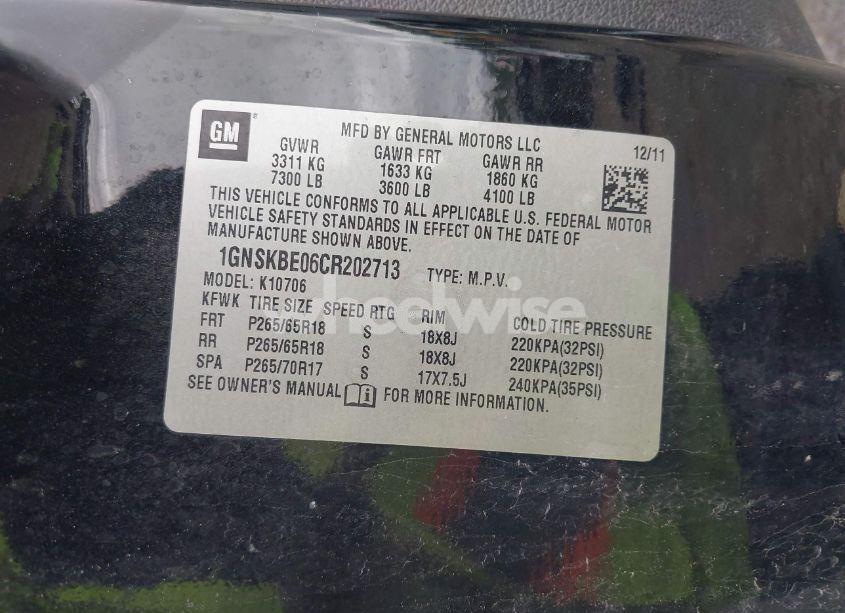 GM
MFD BY GENERAL MOTORS LLC
12/11
GVWR GAWR FRT GAWR RR
3311 KG 1633 KG 1860 KG
7300 LB 3600 LB 4100 LB
THIS VEHICLE CONFORMS TO ALL APPLICABLE U.S. FEDERAL MOTOR
VEHICLE SAFETY STANDARDS IN EFFECT ON THE DATE OF
MANUFACTURE SHOWN ABOVE.
1GNSKBE06CR202713 TYPE: M.P.V.
MODEL: K10706
KFWK TIRE SIZE SPEED RTG RIM COLD TIRE PRESSURE
FRT P265/65R18 S 18X8J 220KPA(32PSI)
RR P265/65R18 S 18X8J 220KPA(32PSI)
SPA P265/70R17 S 17X7.5J 240KPA(35PSI)
SEE OWNER'S MANUAL i FOR MORE INFORMATION.
wheelwise